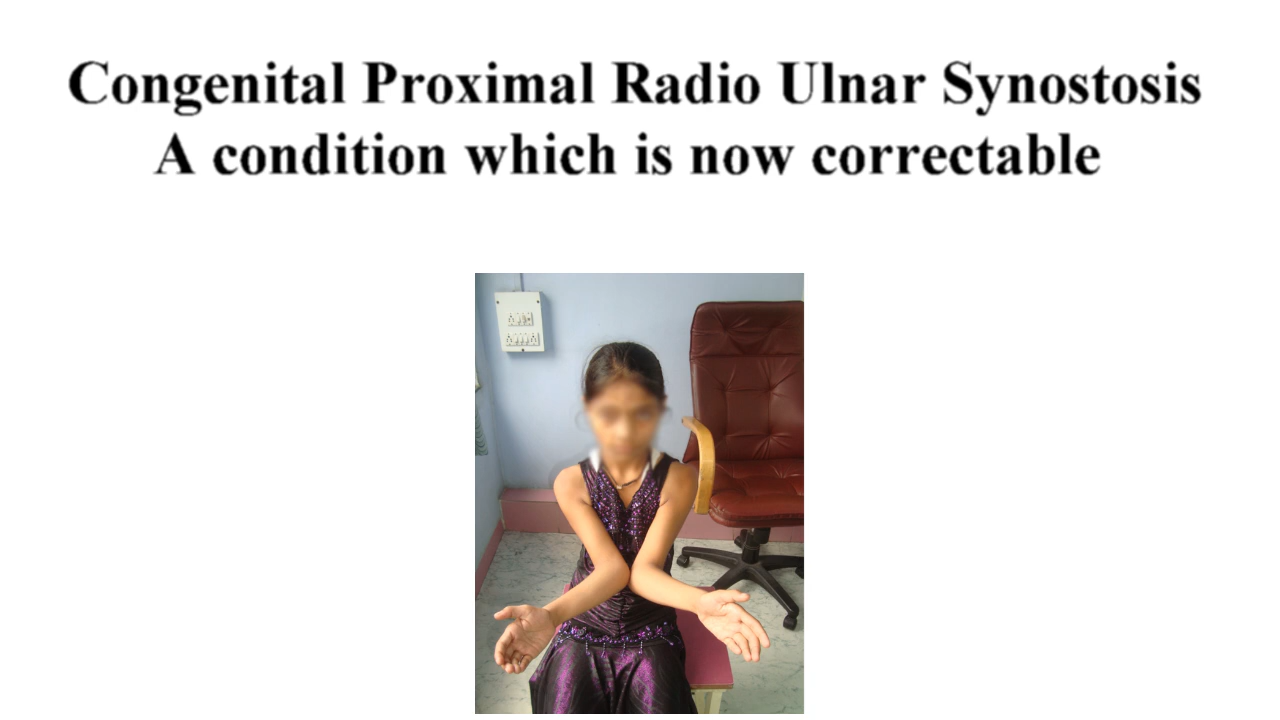 Congenital Proximal Radio Ulnar Synostosis
A condition which is now correctable